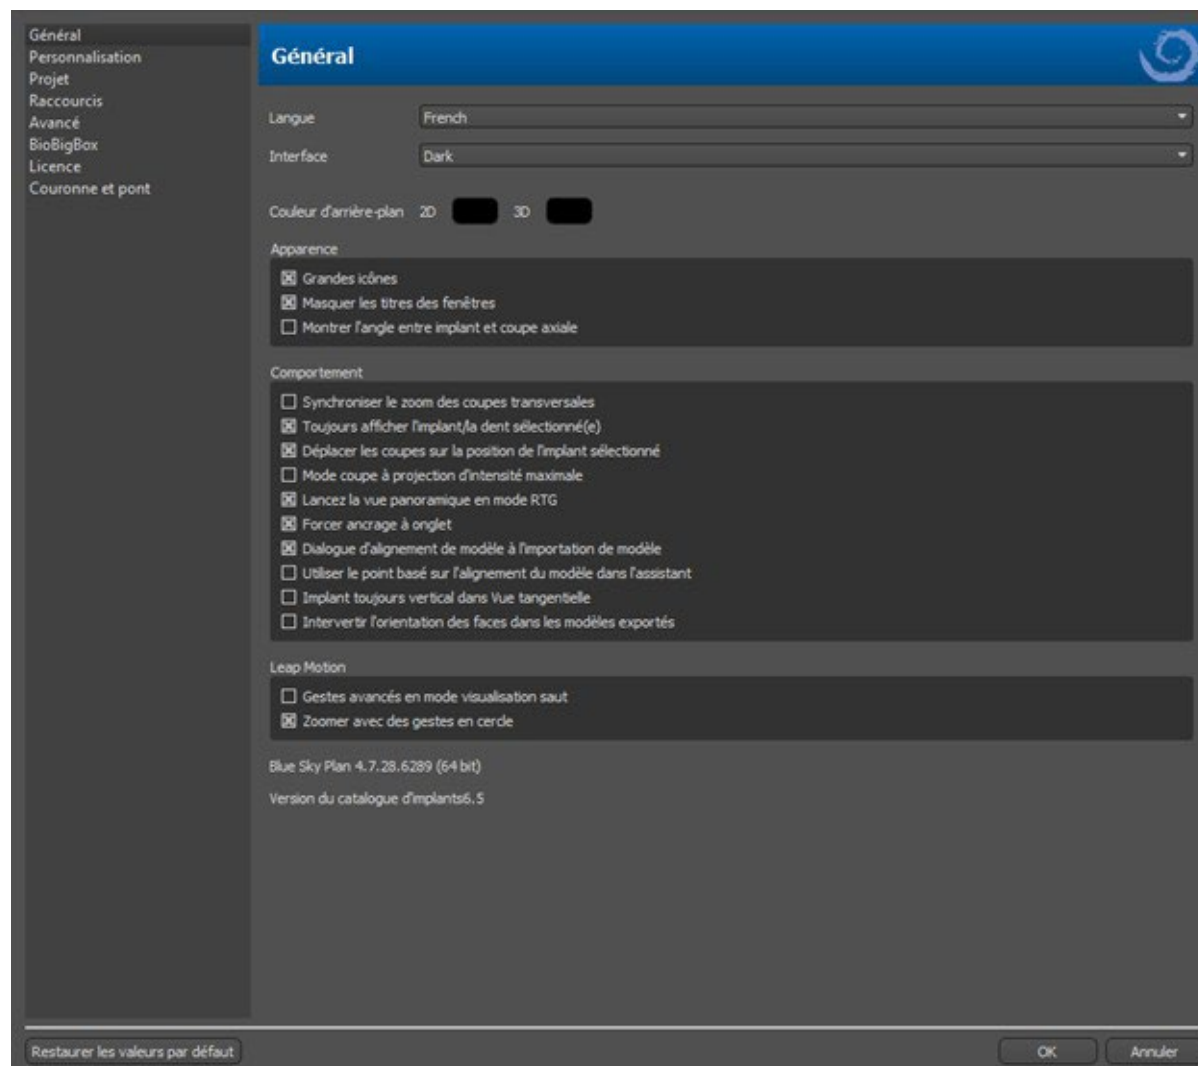 Général
Personnalisation
Projet
Raccourcis
Avancé
BioBigBox
Licence
Couronne et pont
Général
Langue French
Interface Dark
Couleur d'arrière-plan 2D 3D
Apparence
Grandes icônes
Masquer les titres des fenêtres
Montrer l'angle entre implant et coupe axiale
Comportement
Synchroniser le zoom des coupes transversales
Toujours afficher l'implant/la dent sélectionné(e)
Déplacer les coupes sur la position de l'implant sélectionné
Mode coupe à projection d'intensité maximale
Lancez la vue panoramique en mode RTG
Forcer ancrage à onglet
Dialogue d'alignement de modèle à l'importation de modèle
Utiliser le point basé sur l'alignement du modèle dans l'assistant
Implant toujours vertical dans Vue tangentielle
Intervertir l'orientation des faces dans les modèles exportés
Leap Motion
Gestes avancés en mode visualisation saut
Zoomer avec des gestes en cercle
Blue Sky Plan 4.7.28.6289 (64 bit)
Version du catalogue d'implants6.5
Restaurer les valeurs par défaut OK Annuler